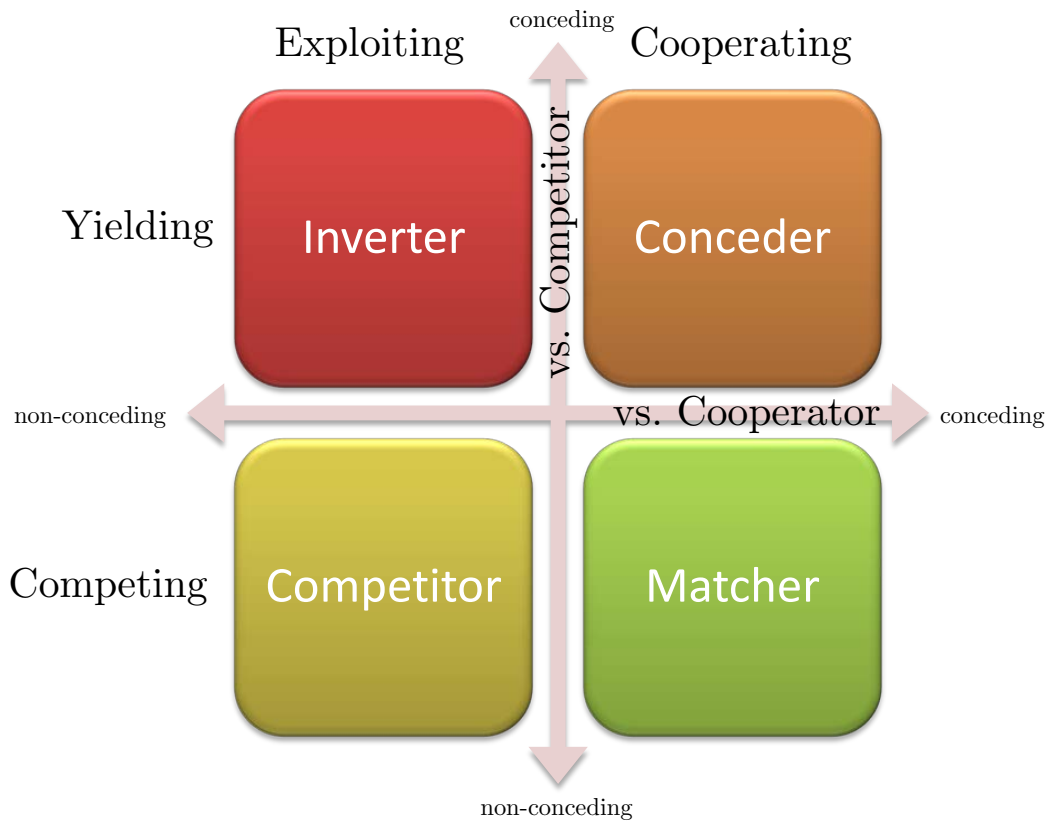 conceding
Exploiting
Cooperating
Yielding
Inverter
vs. Competitor
Conceder
non-conceding
vs. Cooperator
conceding
Competing
Competitor
Matcher
non-conceding